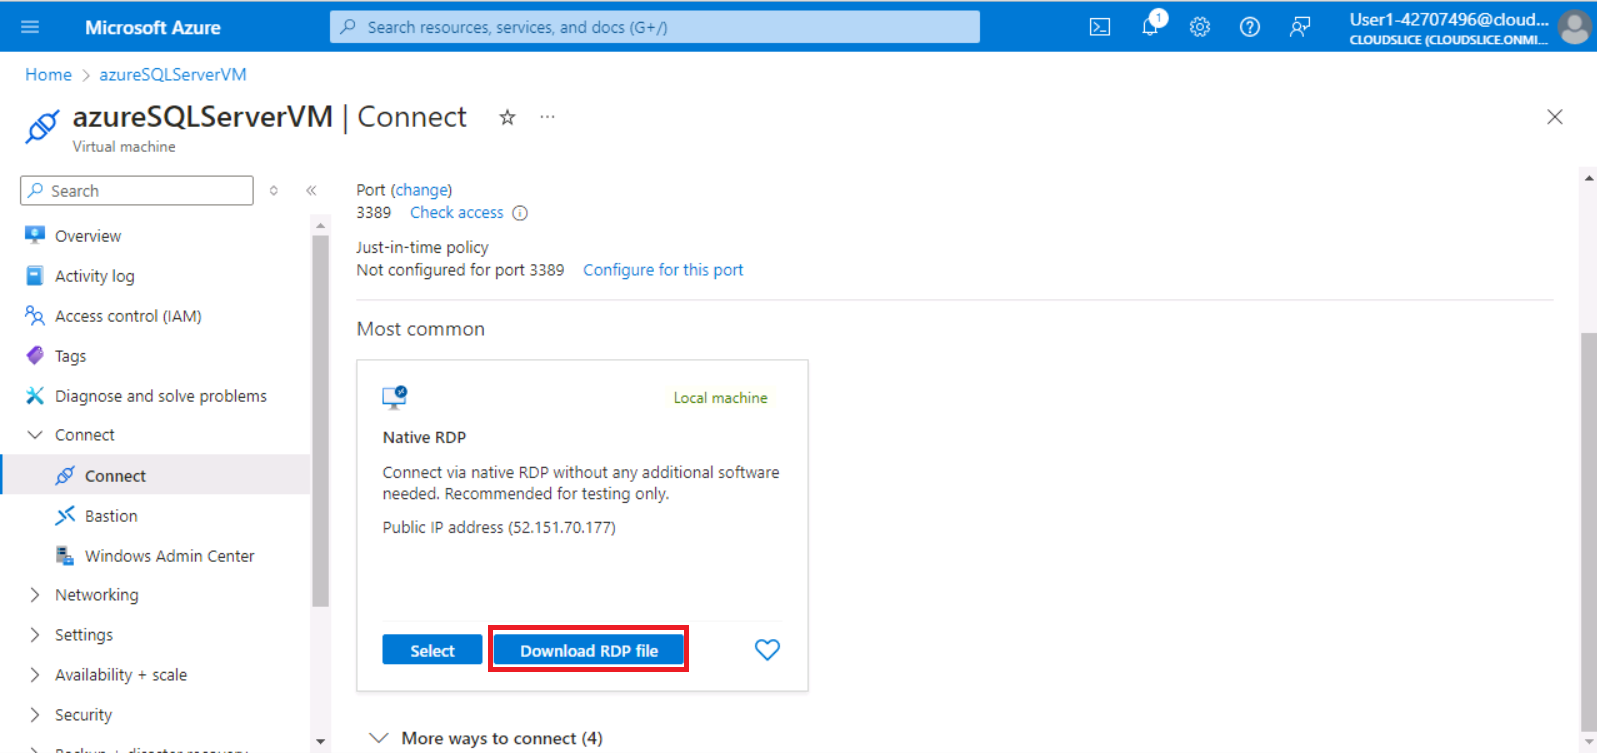 Microsoft Azure
Search resources, services, and docs (G+/)
1
User1-42707496@cloud...
CLOUDSLICE (CLOUDSLICE.ONMI...
Home > azureSQLServerVM
azureSQLServerVM | Connect
Virtual machine
Search
Overview
Activity log
Access control (IAM)
Tags
Diagnose and solve problems
Connect
Connect
Bastion
Windows Admin Center
Networking
Settings
Availability + scale
Security
Backup + disaster recovery
Port (change)
3389 Check access
Just-in-time policy
Not configured for port 3389 Configure for this port
Most common
Local machine
Native RDP
Connect via native RDP without any additional software
needed. Recommended for testing only.
Public IP address (52.151.70.177)
Select Download RDP file
More ways to connect (4)